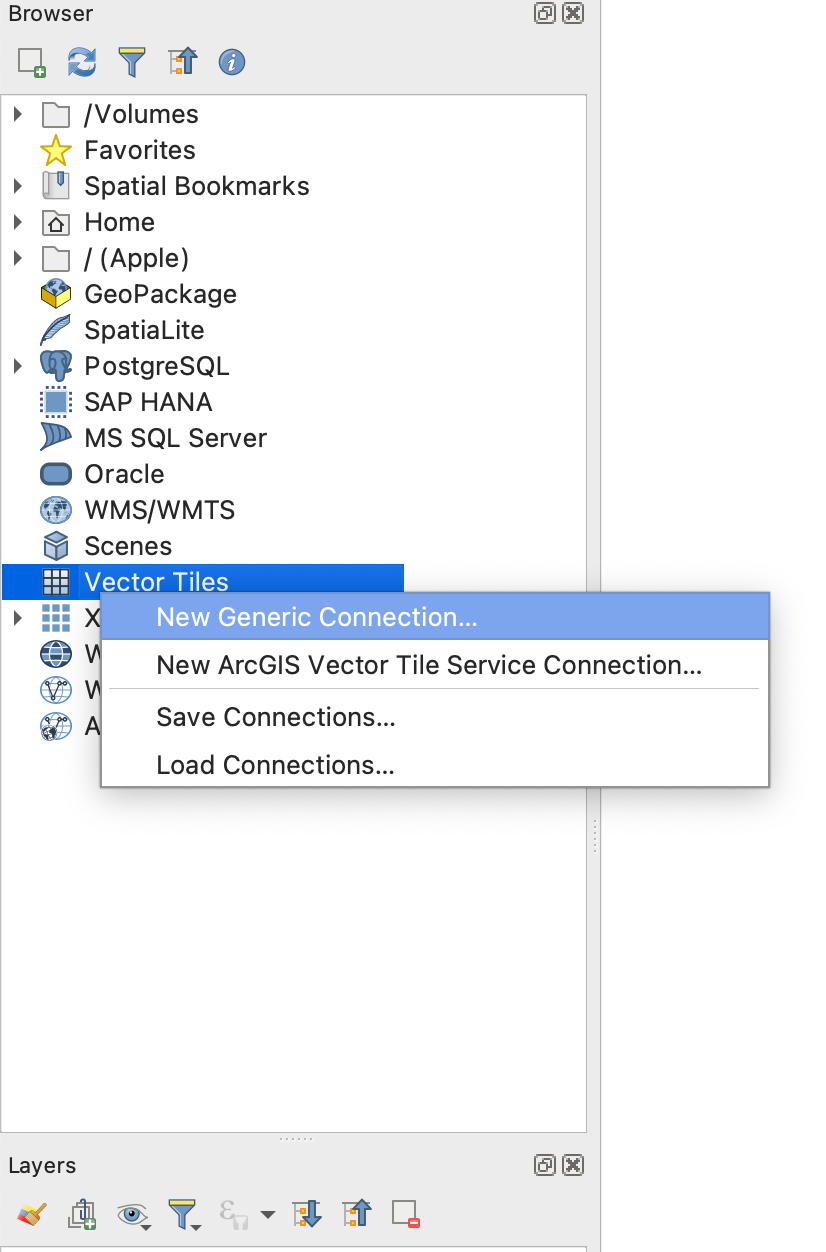 Browser
/Volumes
Favorites
Spatial Bookmarks
Home
/ (Apple)
GeoPackage
SpatiaLite
PostgreSQL
SAP HANA
MS SQL Server
Oracle
WMS/WMTS
Scenes
Vector Tiles
X
W
W
A
New Generic Connection...
New ArcGIS Vector Tile Service Connection...
Save Connections...
Load Connections...
Layers